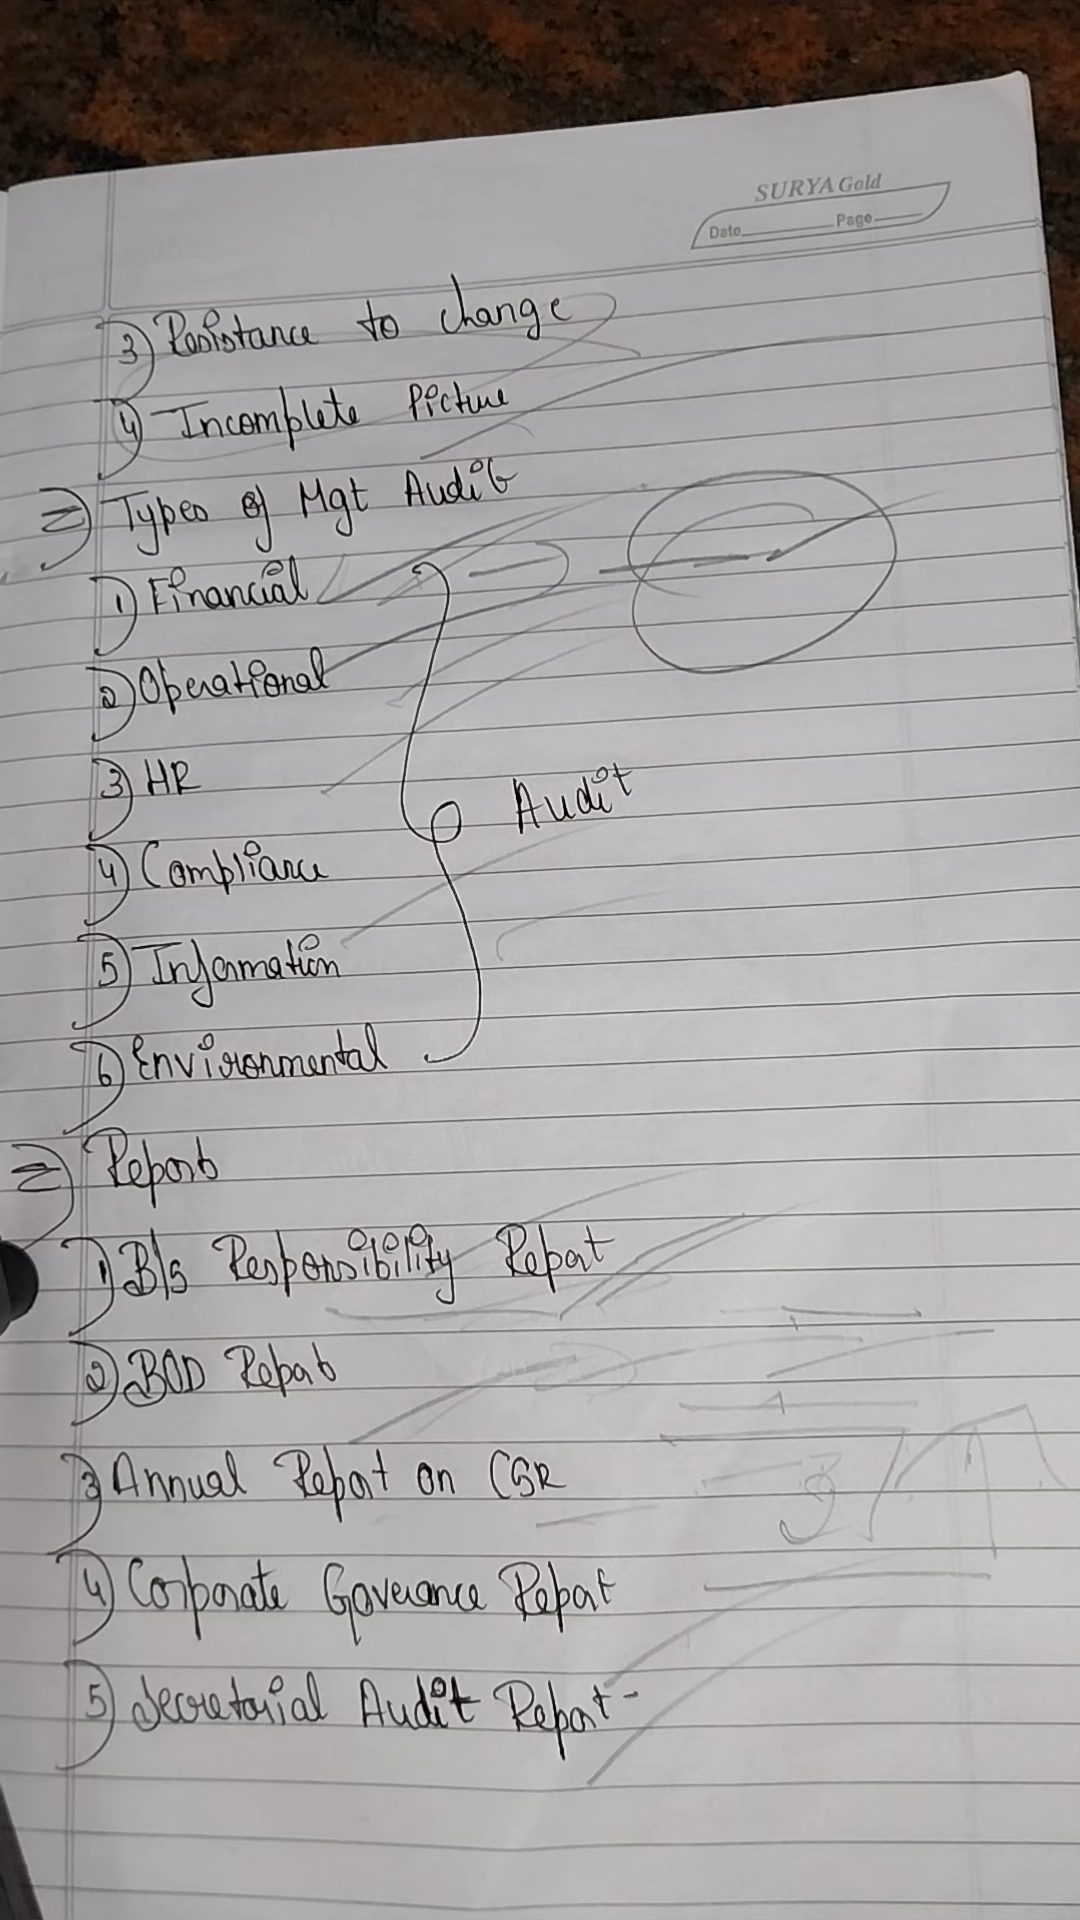 SURYA Gold
Date Page
3) Resistance to change
4) Incomplete Picture
=) Types of Mgt Audit
1) Financial
2) Operational
3) HR
Audit
4) Compliance
5) Information
6) Environmental
=) Reports
1) B/s Responsibility Report
2) BOD Report
3) Annual Report on CSR
4) Corporate Goverance Report
5) Secretarial Audit Report -